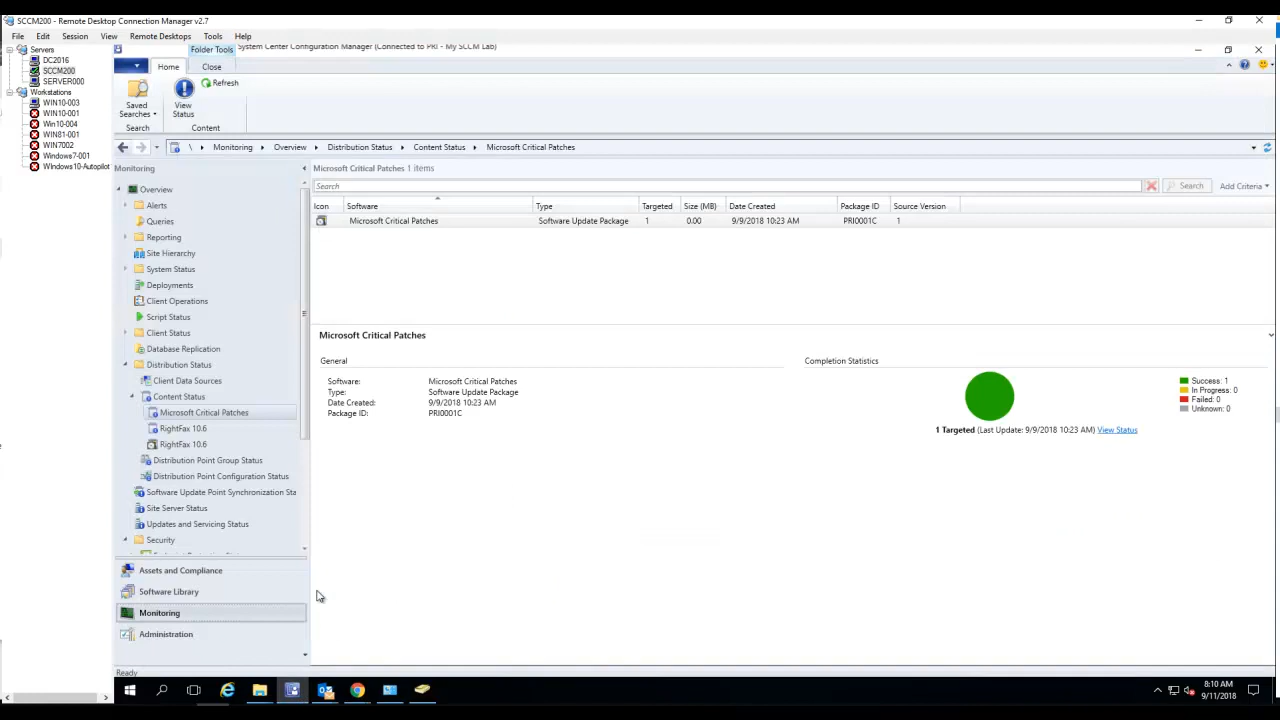 SCCM200 - Remote Desktop Connection Manager v2.7
File Edit Session View Remote Desktops Tools Help
Servers
DC2016
SCCM200
SERVER000
Workstations
WIN10-003
WIN10-001
Win10-004
WIN81-001
WIN7002
Windows7-001
Windows10-Autopilot
Folder Tools
System Center Configuration Manager (Connected to PRI - My SCCM Lab)
Home Close
Saved Searches
Search
View Status
Refresh
Content
\ Monitoring Overview Distribution Status Content Status Microsoft Critical Patches
Monitoring
Overview
Alerts
Queries
Reporting
Site Hierarchy
System Status
Deployments
Client Operations
Script Status
Client Status
Database Replication
Distribution Status
Client Data Sources
Content Status
Microsoft Critical Patches
RightFax 10.6
RightFax 10.6
Distribution Point Group Status
Distribution Point Configuration Status
Software Update Point Synchronization Sta
Site Server Status
Updates and Servicing Status
Security
Assets and Compliance
Software Library
Monitoring
Administration
Ready
Microsoft Critical Patches 1 items
Search Search Add Criteria
Icon Software Type Targeted Size (MB) Date Created Package ID Source Version
Microsoft Critical Patches Software Update Package 1 0.00 9/9/2018 10:23 AM PRI0001C 1
Microsoft Critical Patches
General
Software: Microsoft Critical Patches
Type: Software Update Package
Date Created: 9/9/2018 10:23 AM
Package ID: PRI0001C
Completion Statistics
Success: 1
In Progress: 0
Failed: 0
Unknown: 0
1 Targeted (Last Update: 9/9/2018 10:23 AM) View Status
8:10 AM
9/11/2018